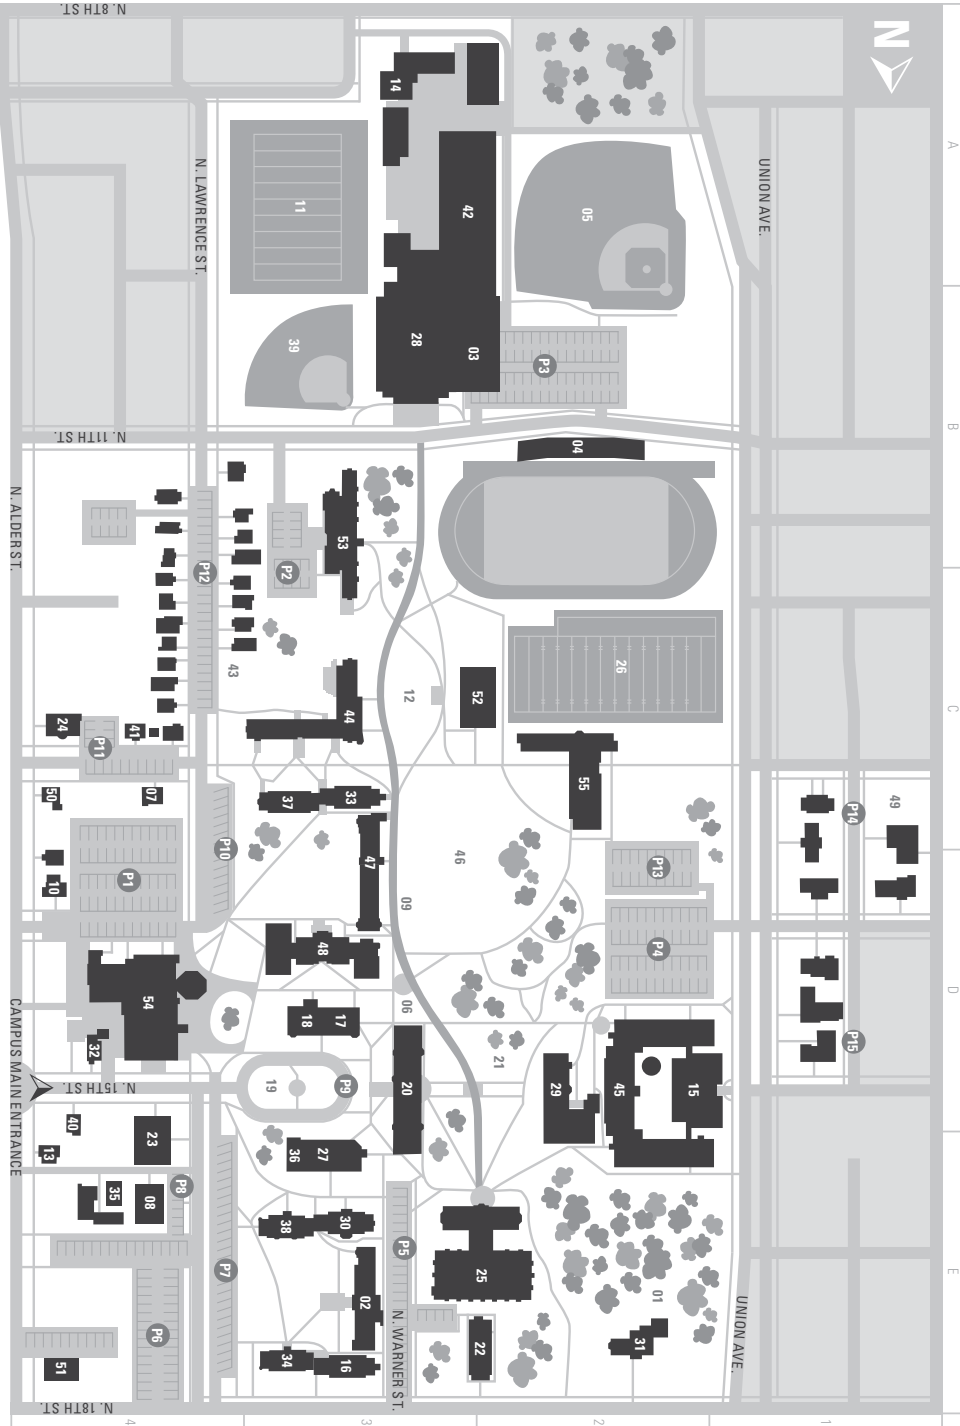 N. 8TH ST.
N
A
14
N. LAWRENCE ST.
UNION AVE.
11
42
05
39
28
03
P3
B
N. 11TH ST.
04
N. ALDER ST.
53
P12
P2
43
12
52
26
C
44
24
41
P11
55
50
07
37
33
49
P14
P10
47
46
P13
10
P1
09
48
P4
D
54
18
17
06
CAMPUS MAIN ENTRANCE
32
21
P15
N. 15TH ST.
19
P9
20
29
45
15
40
13
23
36
27
35
08
P8
38
30
P5
P7
25
E
02
01
N. WARNER ST.
UNION AVE.
P6
51
34
16
22
31
N. 18TH ST.
4
3
2
1